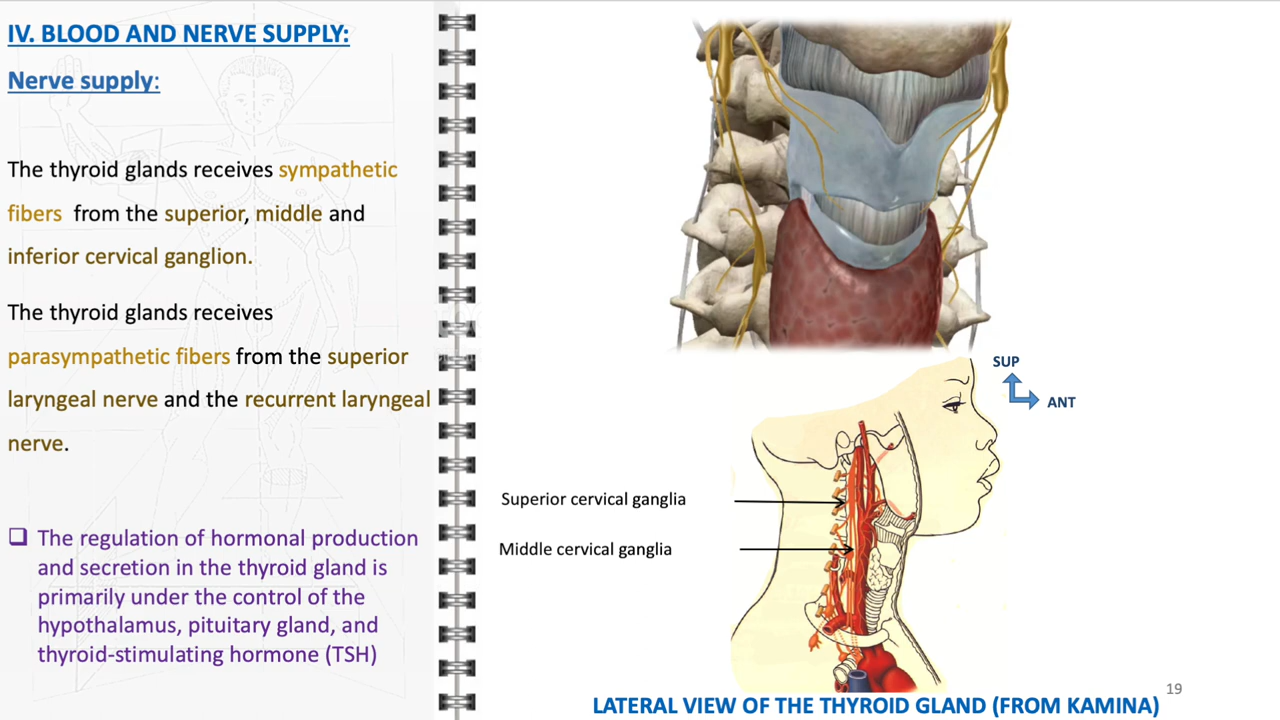 IV. BLOOD AND NERVE SUPPLY:
Nerve supply:
The thyroid glands receives sympathetic
fibers from the superior, middle and
inferior cervical ganglion.
The thyroid glands receives
parasympathetic fibers from the superior
laryngeal nerve and the recurrent laryngeal
nerve.
❑ The regulation of hormonal production
and secretion in the thyroid gland is
primarily under the control of the
hypothalamus, pituitary gland, and
thyroid-stimulating hormone (TSH)
SUP
ANT
Superior cervical ganglia
Middle cervical ganglia
19
LATERAL VIEW OF THE THYROID GLAND (FROM KAMINA)